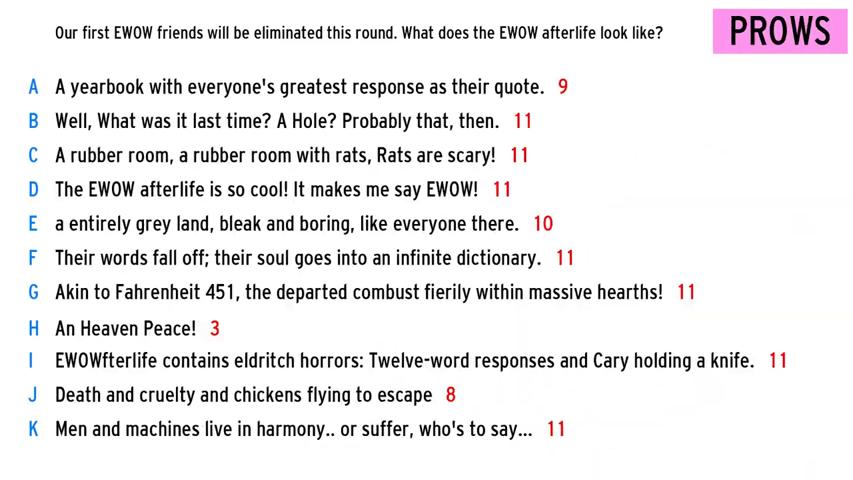 Our first EWOW friends will be eliminated this round. What does the EWOW afterlife look like?
PROWS
A A yearbook with everyone's greatest response as their quote. 9
B Well, What was it last time? A Hole? Probably that, then. 11
C A rubber room, a rubber room with rats, Rats are scary! 11
D The EWOW afterlife is so cool! It makes me say EWOW! 11
E a entirely grey land, bleak and boring, like everyone there. 10
F Their words fall off; their soul goes into an infinite dictionary. 11
G Akin to Fahrenheit 451, the departed combust fierily within massive hearths! 11
H An Heaven Peace! 3
I EWOWfterlife contains eldritch horrors: Twelve-word responses and Cary holding a knife. 11
J Death and cruelty and chickens flying to escape 8
K Men and machines live in harmony.. or suffer, who's to say... 11